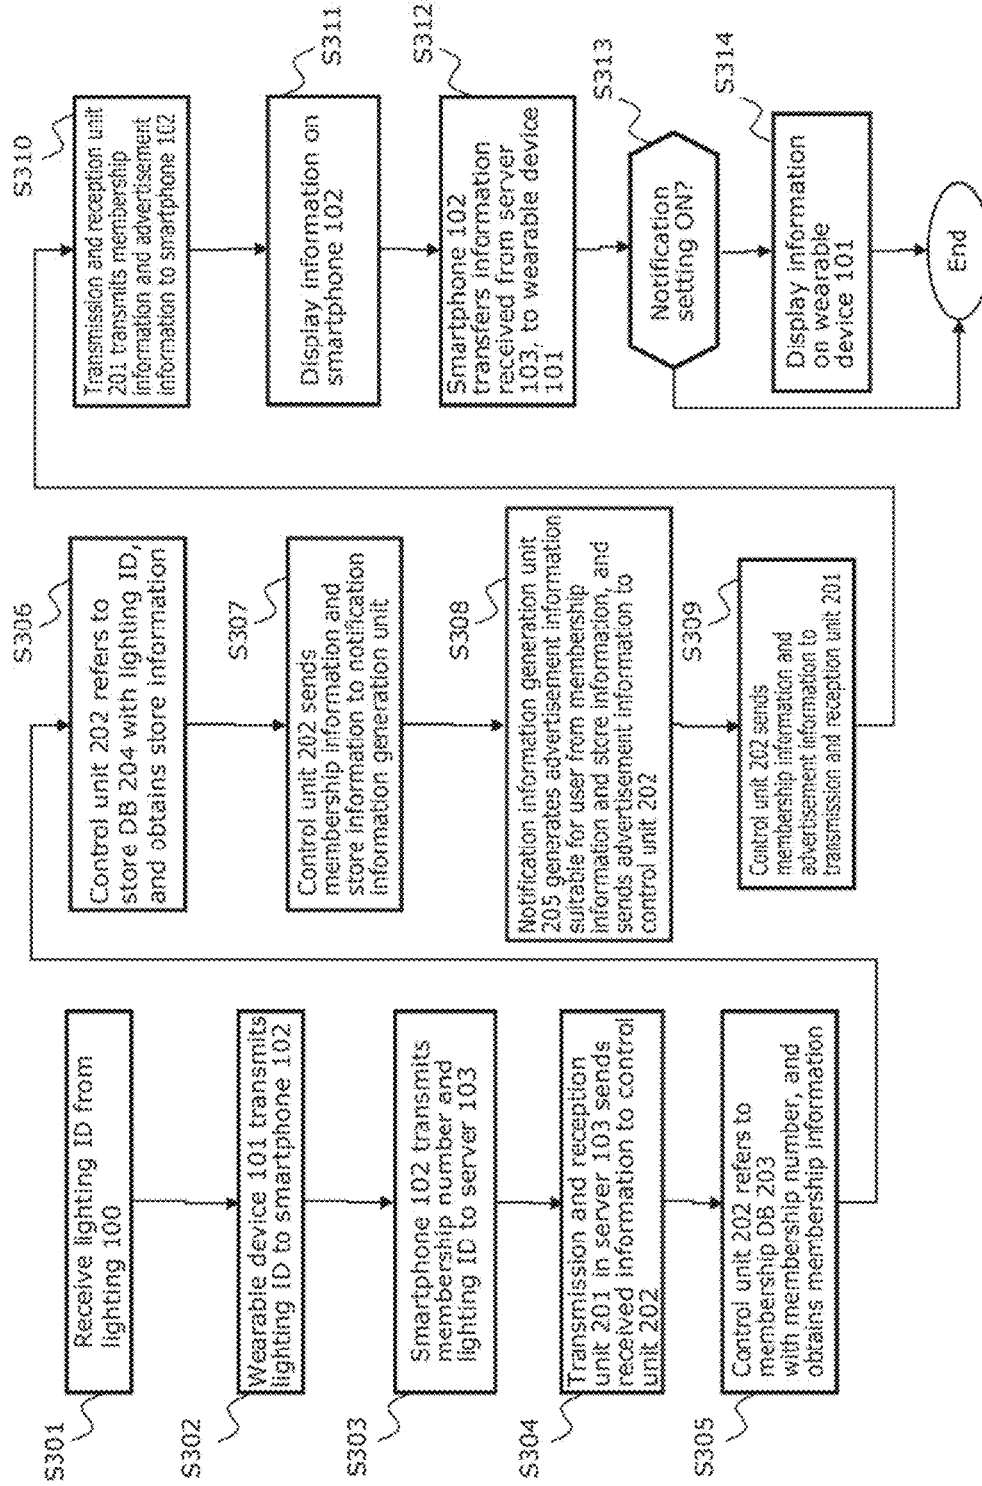 S301
Receive lighting ID from
lighting 100
S302
Wearable device 101 transmits
lighting ID to smartphone 102
S303
Smartphone 102 transmits
membership number and
lighting ID to server 103
S304
Transmission and reception
unit 201 in server 103 sends
received information to control
unit 202
S305
Control unit 202 refers to
membership DB 203
with membership number, and
obtains membership information
S306
Control unit 202 refers to
store DB 204 with lighting ID,
and obtains store information
S307
Control unit 202 sends
membership information and
store information to notification
information generation unit
S308
Notification information generation unit
205 generates advertisement information
suitable for user from membership
information and store information, and
sends advertisement information to
control unit 202
S309
Control unit 202 sends
membership information and
advertisement information to
transmission and reception unit 201
S310
Transmission and reception unit
201 transmits membership
information and advertisement
information to smartphone 102
S311
Display information on
smartphone 102
S312
Smartphone 102
transfers information
received from server
103, to wearable device
101
S313
Notification
setting ON?
S314
Display information
on wearable
device 101
End